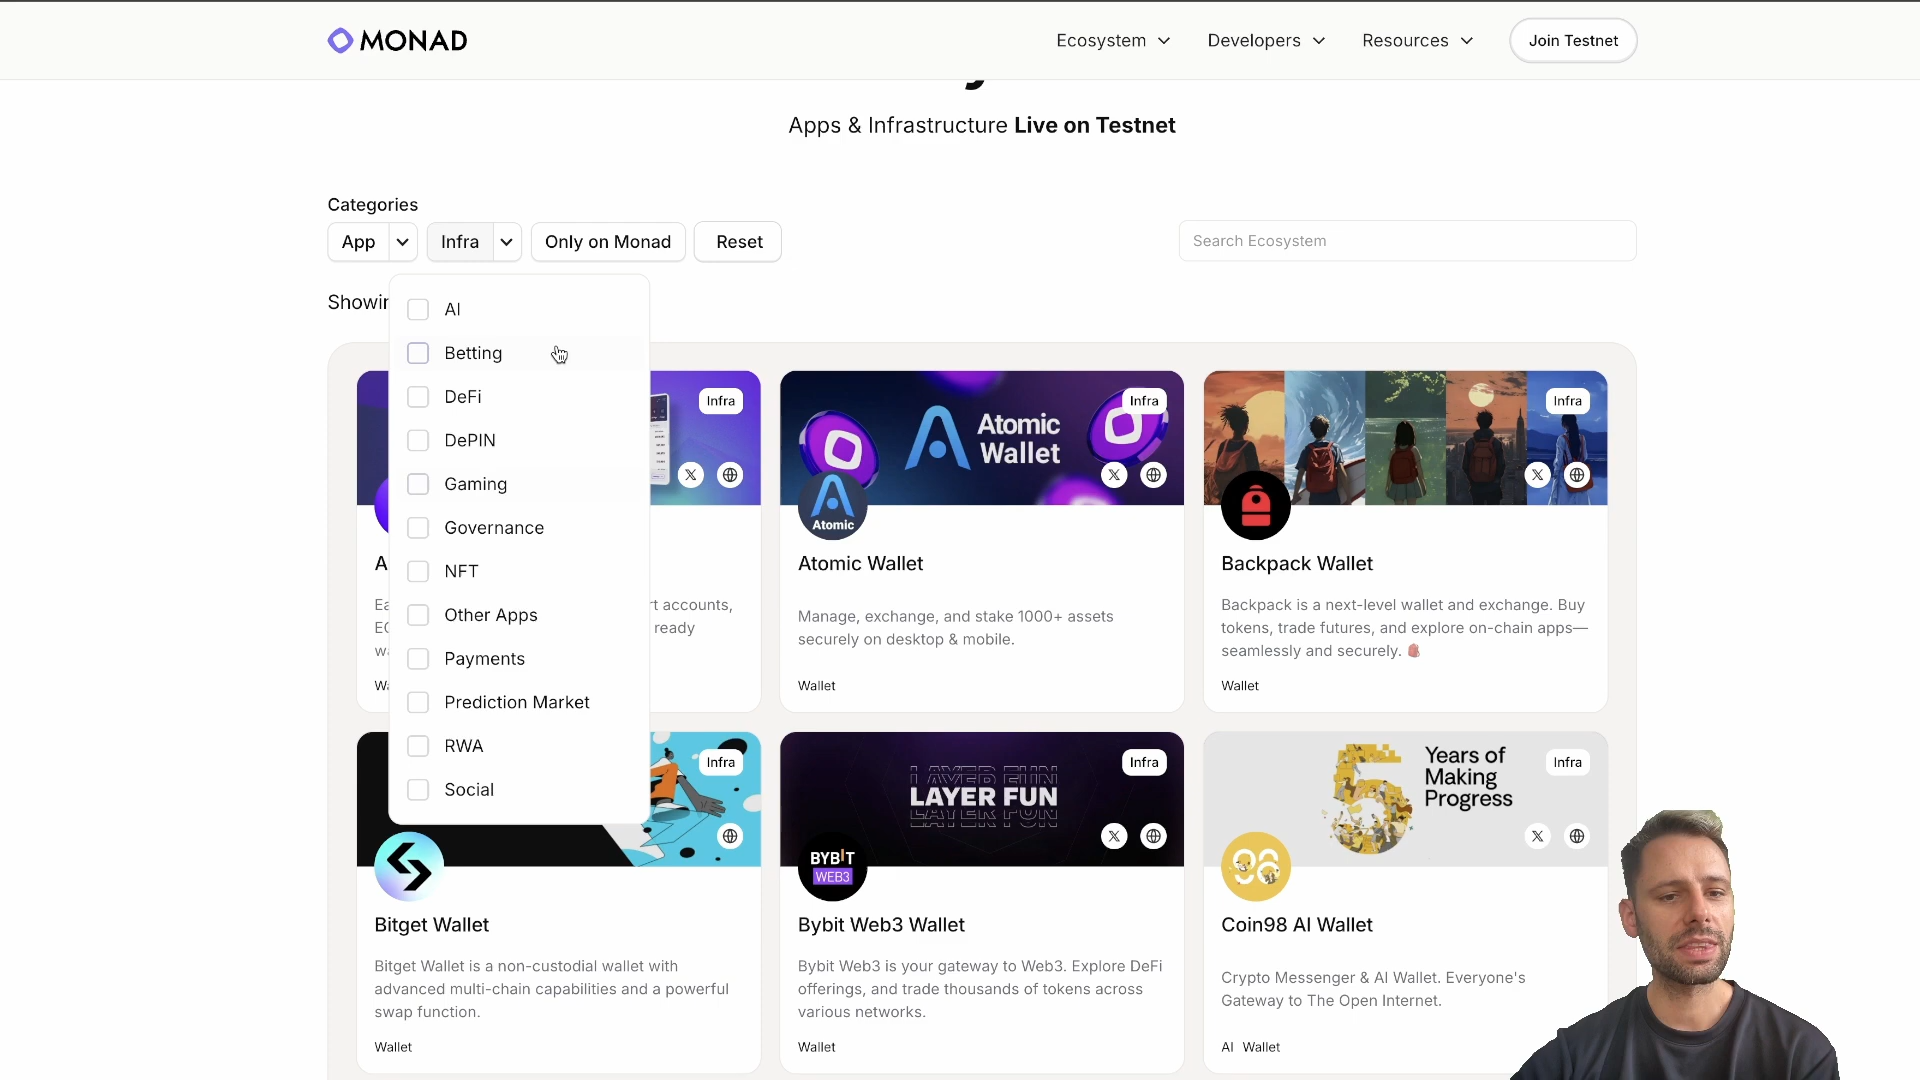 MONAD
Ecosystem
Developers
Resources
Join Testnet
Apps & Infrastructure Live on Testnet
Categories
App
Infra
Only on Monad
Reset
Search Ecosystem
AI
Betting
DeFi
DePIN
Gaming
Governance
NFT
Other Apps
Payments
Prediction Market
RWA
Social
Infra
rt accounts,
ready
Infra
Atomic
Wallet
Atomic
Atomic Wallet
Manage, exchange, and stake 1000+ assets
securely on desktop & mobile.
Wallet
Infra
Backpack Wallet
Backpack is a next-level wallet and exchange. Buy
tokens, trade futures, and explore on-chain apps—
seamlessly and securely.
Wallet
Infra
Bitget Wallet
Bitget Wallet is a non-custodial wallet with
advanced multi-chain capabilities and a powerful
swap function.
Wallet
Infra
LAYER FUN
LAYER FUN
LAYER FUN
BYBIT
WEB3
Bybit Web3 Wallet
Bybit Web3 is your gateway to Web3. Explore DeFi
offerings, and trade thousands of tokens across
various networks.
Wallet
Infra
5 Years of
Making
Progress
98
Coin98 AI Wallet
Crypto Messenger & AI Wallet. Everyone's
Gateway to The Open Internet.
AI Wallet